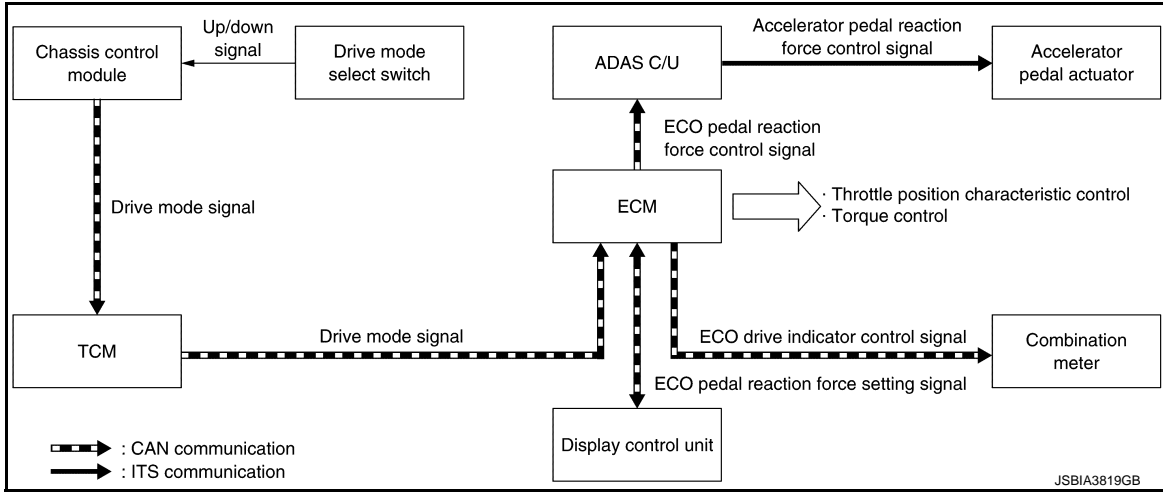 Chassis control
module
Up/down
signal
Drive mode
select switch
ADAS C/U
Accelerator pedal reaction
force control signal
Accelerator
pedal actuator
ECO pedal reaction
force control signal
Drive mode signal
ECM
· Throttle position characteristic control
· Torque control
TCM
Drive mode signal
ECO drive indicator control signal
Combination
meter
ECO pedal reaction force setting signal
Display control unit
: CAN communication
: ITS communication
JSBIA3819GB